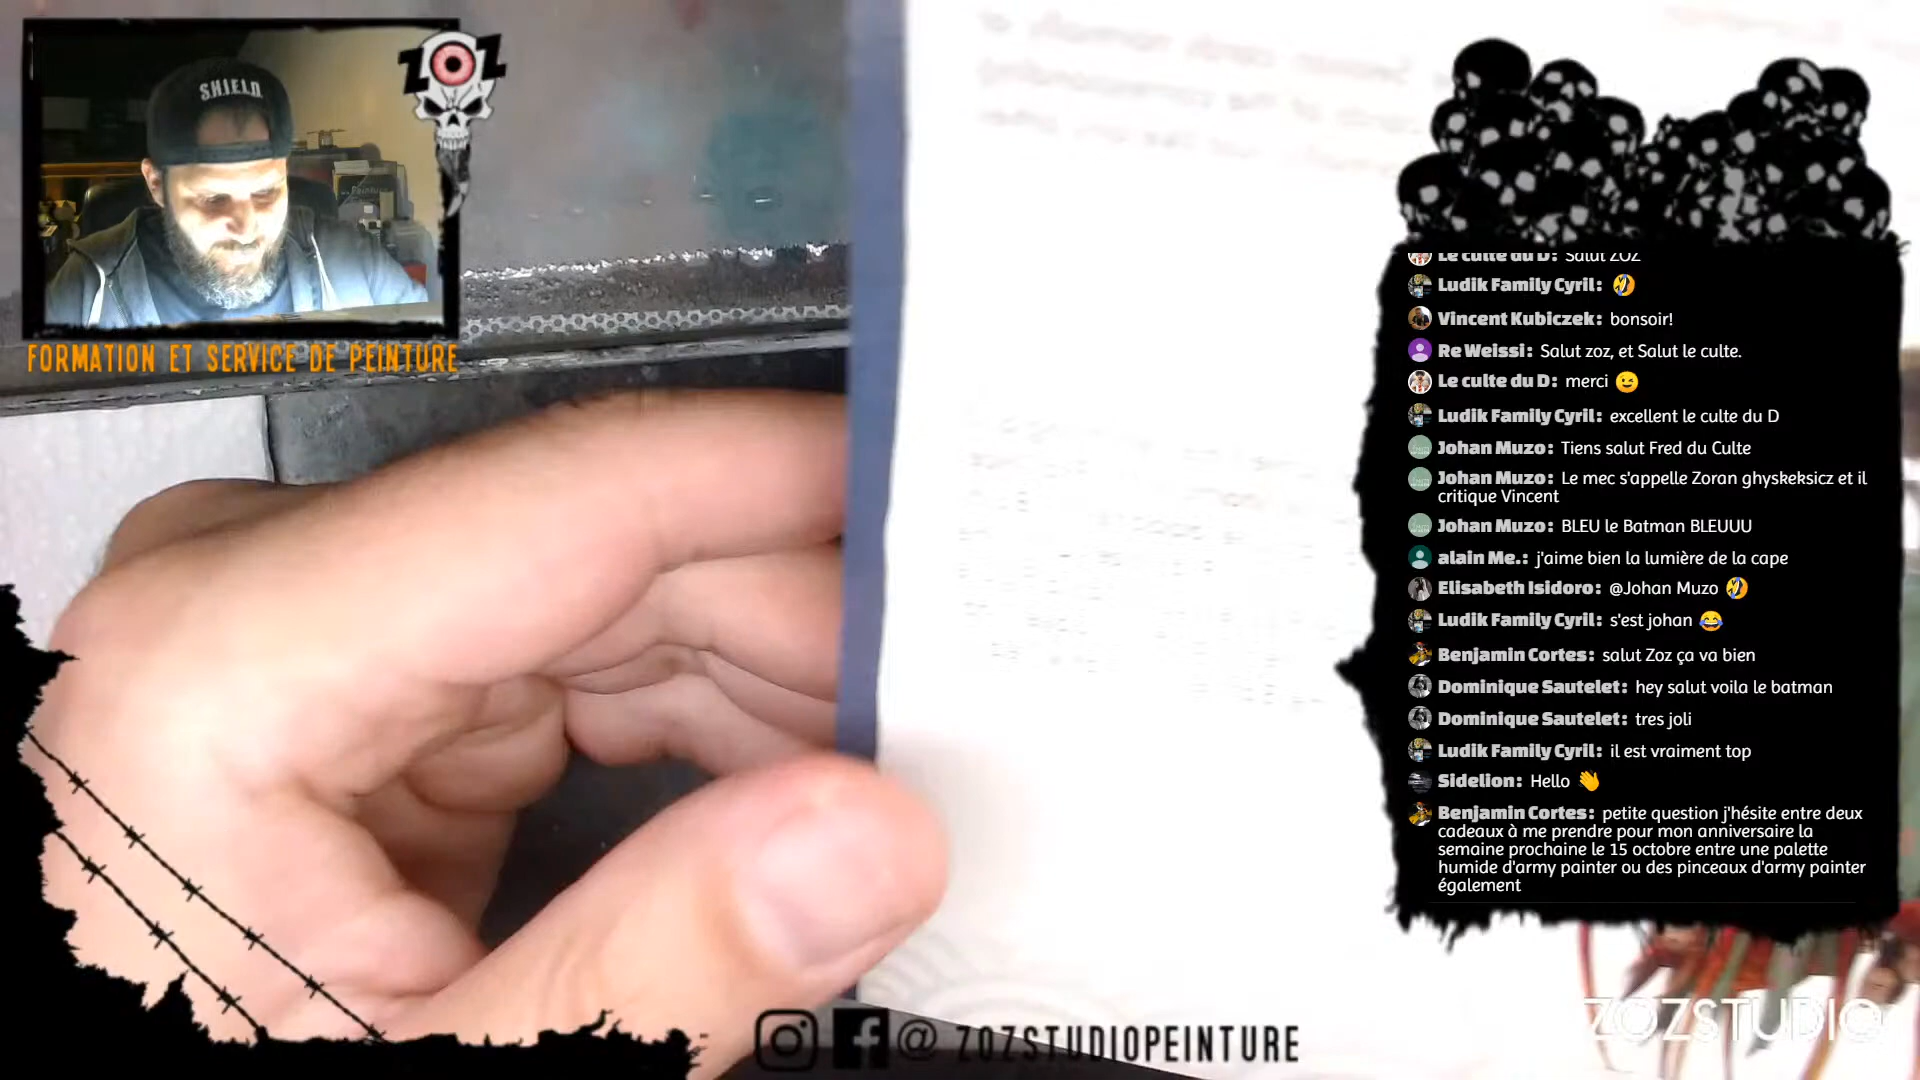 SHIELD
ZOZ
FORMATION ET SERVICE DE PEINTURE
Le culte du D: Salut ZOZ
Ludik Family Cyril: 🤣
Vincent Kubiczek: bonsoir!
Re Weissi: Salut zoz, et Salut le culte.
Le culte du D: merci 😉
Ludik Family Cyril: excellent le culte du D
Johan Muzo: Tiens salut Fred du Culte
Johan Muzo: Le mec s'appelle Zoran ghyskeksicz et il
critique Vincent
Johan Muzo: BLEU le Batman BLEUUU
alain Me.: j'aime bien la lumière de la cape
Elisabeth Isidoro: @Johan Muzo 🤣
Ludik Family Cyril: s'est johan 😂
Benjamin Cortes: salut Zoz ça va bien
Dominique Sautelet: hey salut voila le batman
Dominique Sautelet: tres joli
Ludik Family Cyril: il est vraiment top
Sidelion: Hello 👋
Benjamin Cortes: petite question j'hésite entre deux
cadeaux à me prendre pour mon anniversaire la
semaine prochaine le 15 octobre entre une palette
humide d'army painter ou des pinceaux d'army painter
également
@ ZOZSTUDIOPEINTURE
ZOZSTUDIO